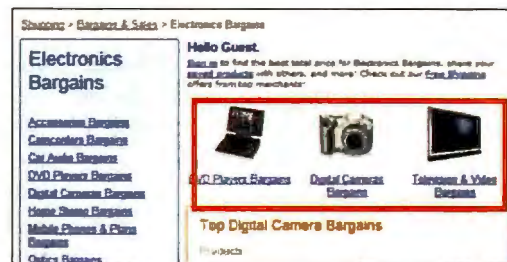 Shopping > Bargains & Sales > Electronics Bargains
Electronics
Bargains
Accessories Bargains
Camcorders Bargains
Car Audio Bargains
DVD Players Bargains
Digital Cameras Bargains
Home Stereo Bargains
Mobile Phones & Plans
Bargains
Optics Bargains
Hello Guest.
Sign in to find the best total price for Electronics Bargains, share your
saved products with others, and more! Check out our Free Shipping
offers from top merchants!
DVD Players Bargains
Digital Cameras
Bargains
Television & Video
Bargains
Top Digital Camera Bargains
Products